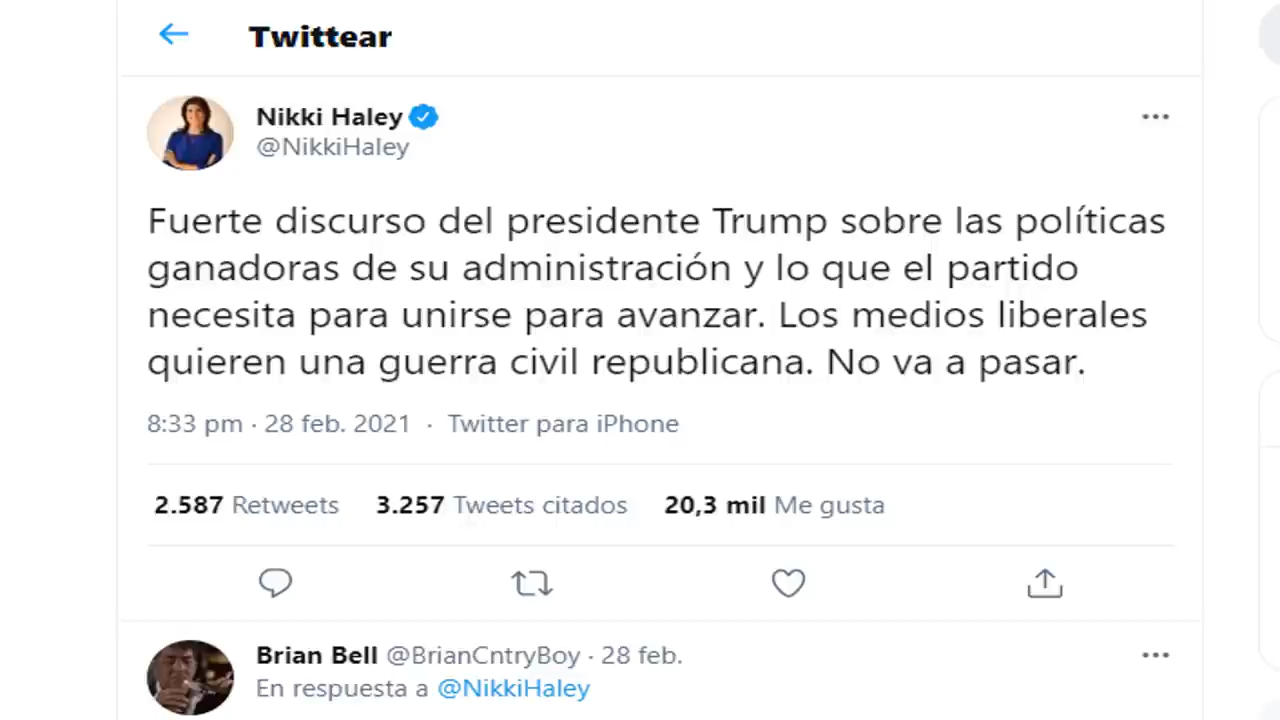 Twittear
Nikki Haley
@NikkiHaley
Fuerte discurso del presidente Trump sobre las políticas
ganadoras de su administración y lo que el partido
necesita para unirse para avanzar. Los medios liberales
quieren una guerra civil republicana. No va a pasar.
8:33 pm · 28 feb. 2021 · Twitter para iPhone
2.587 Retweets 3.257 Tweets citados 20,3 mil Me gusta
Brian Bell @BrianCntryBoy · 28 feb.
En respuesta a @NikkiHaley